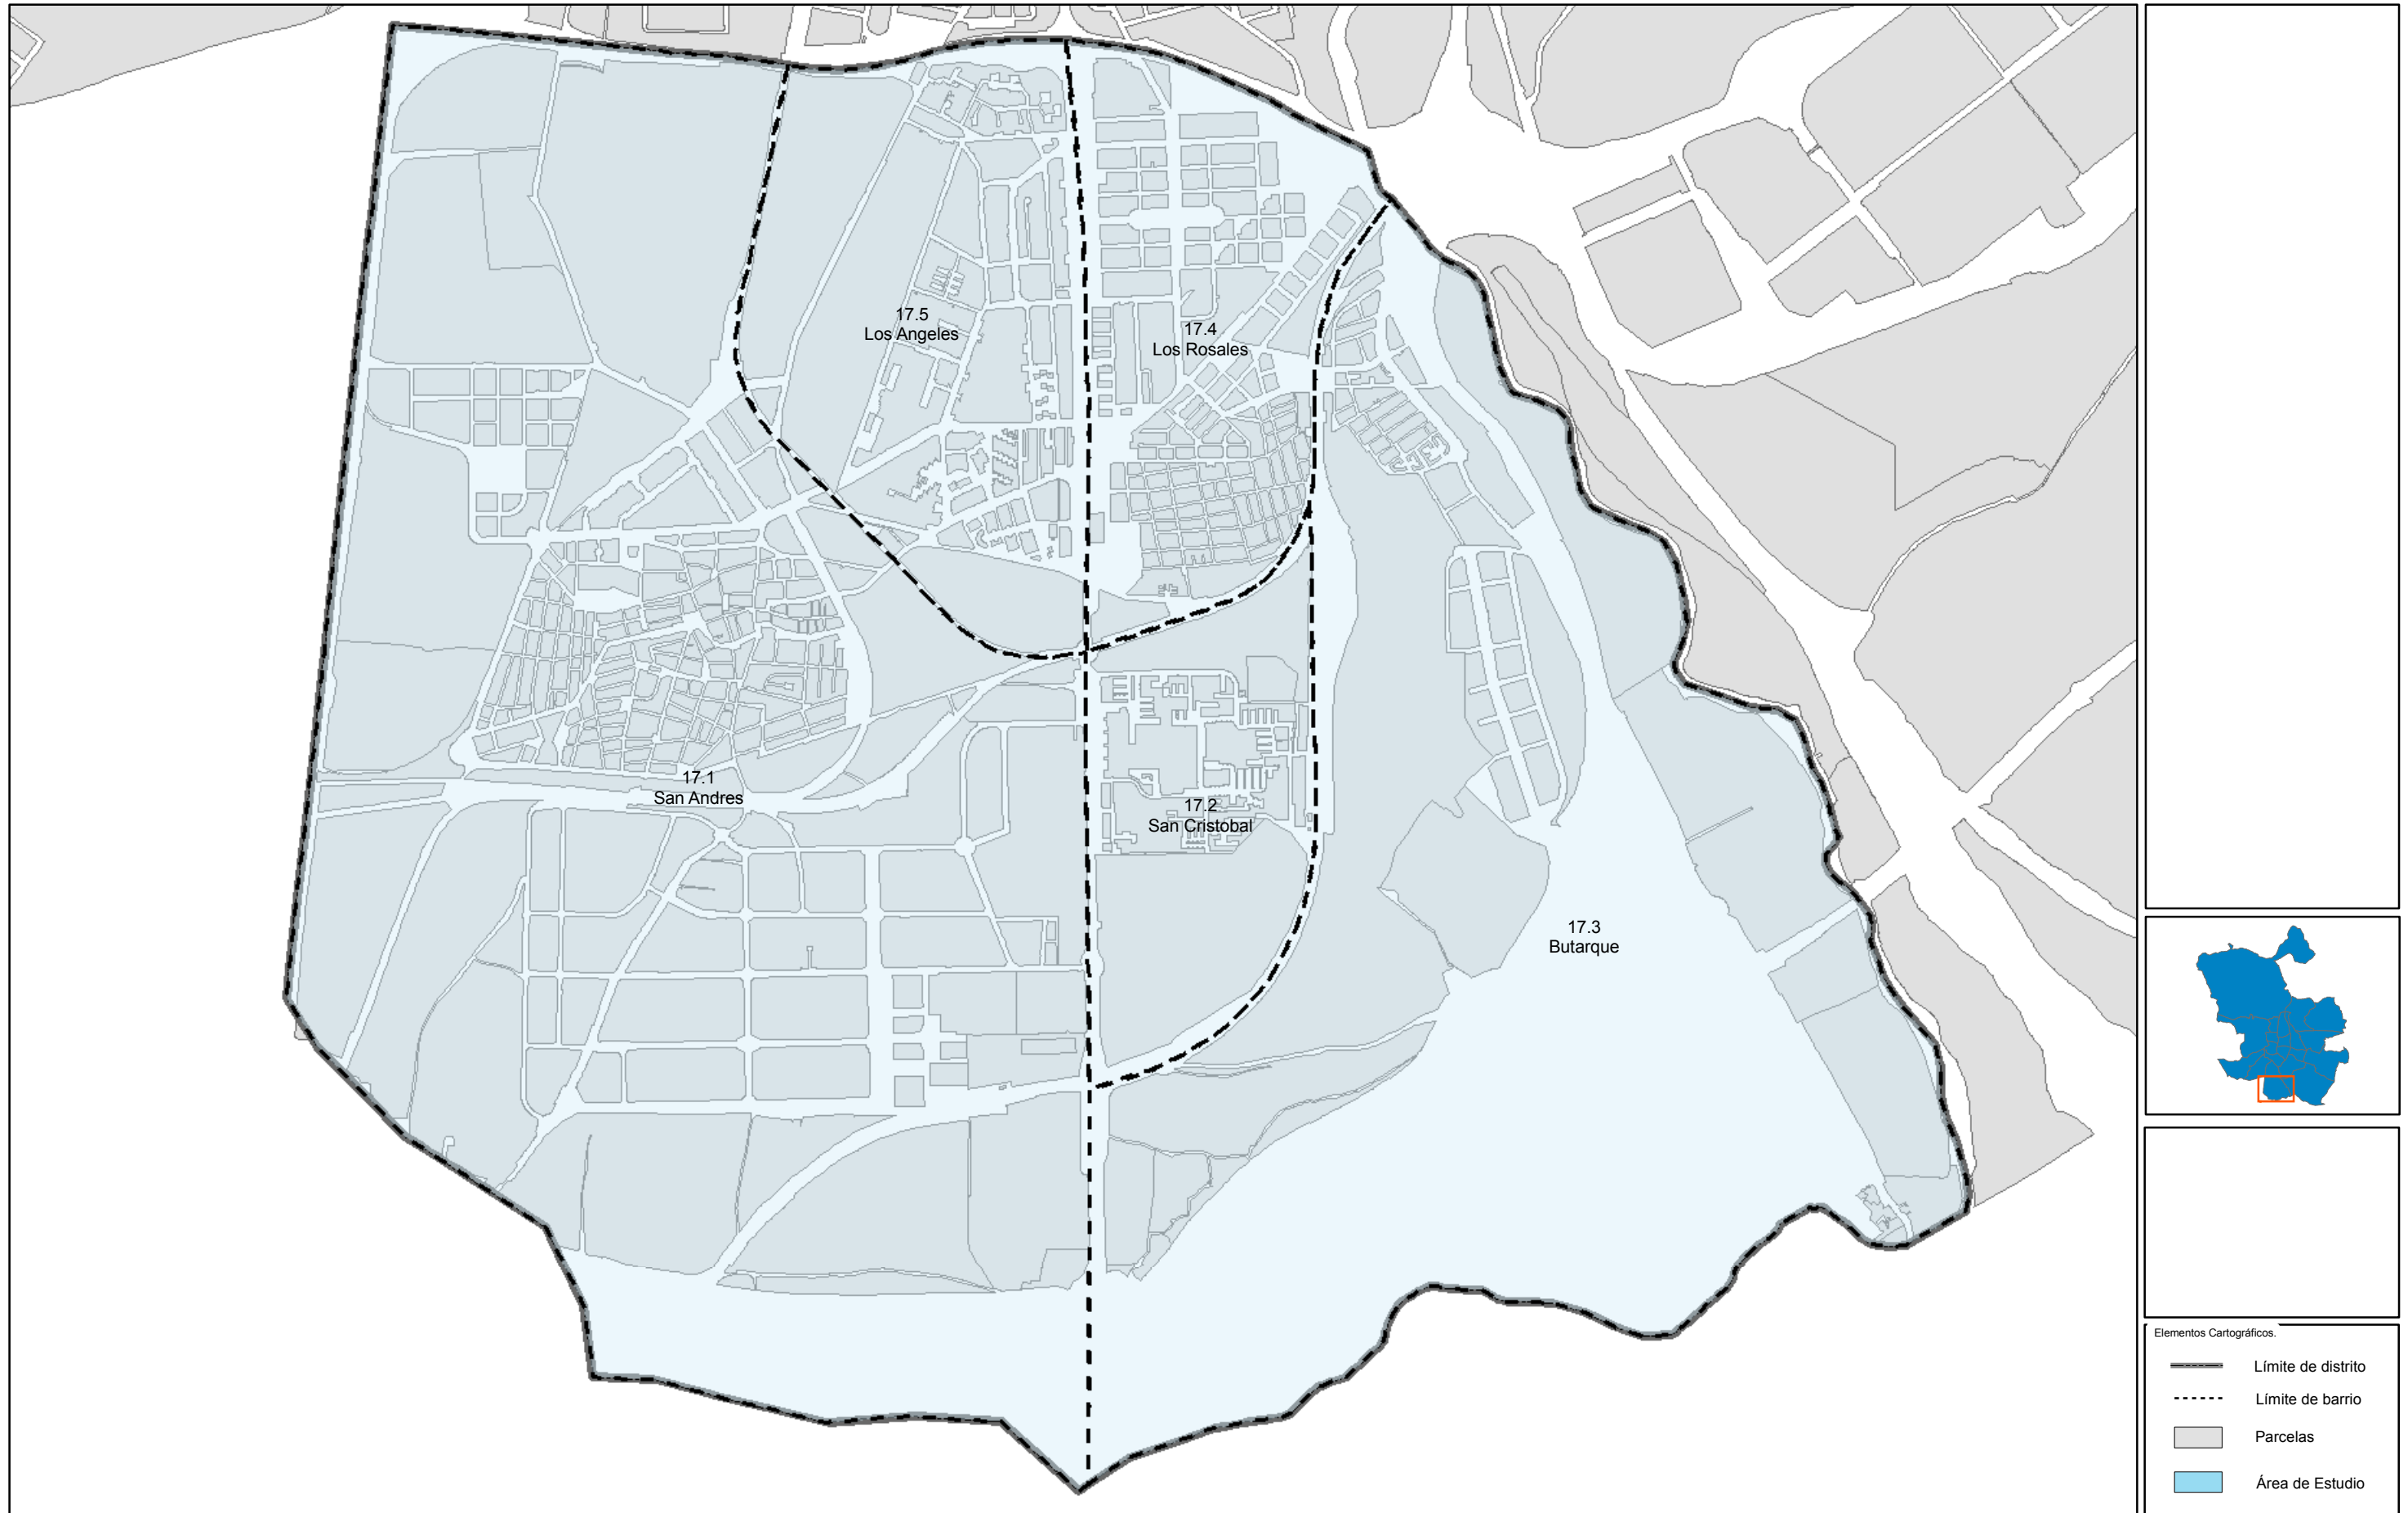 17.5
Los Angeles
17.4
Los Rosales
17.1
San Andres
17.2
San Cristobal
17.3
Butarque
Elementos Cartográficos.
Límite de distrito
Límite de barrio
Parcelas
Área de Estudio